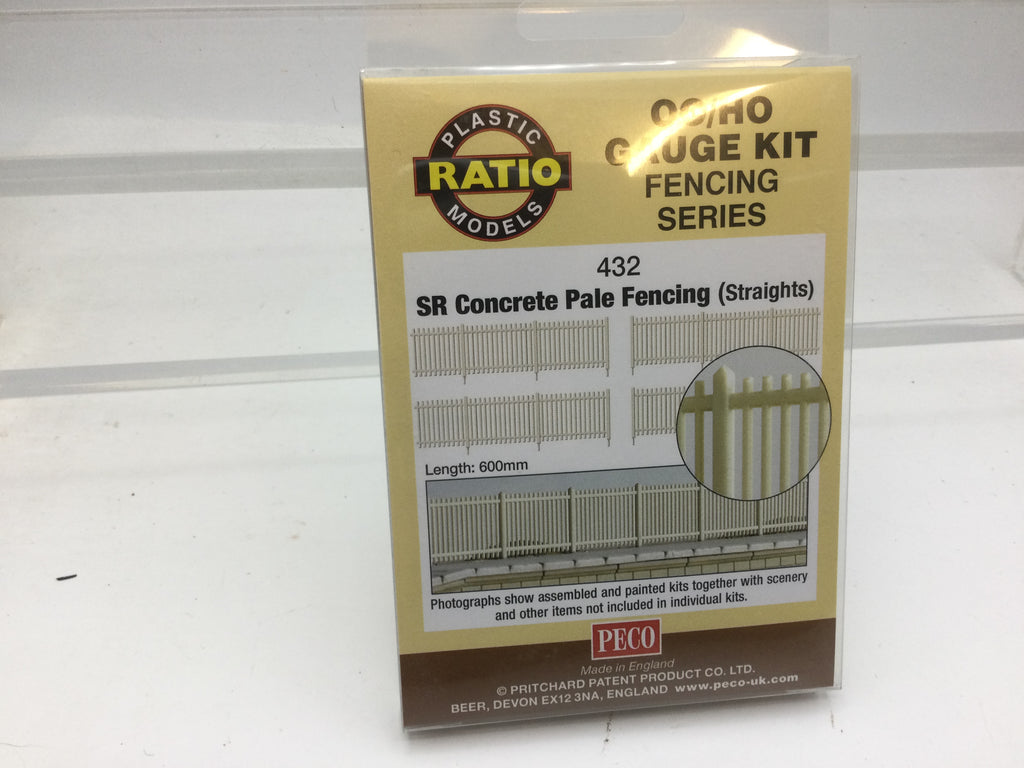 PLASTIC
RATIO
MODELS
OO/HO
GAUGE KIT
FENCING
SERIES
432
SR Concrete Pale Fencing (Straights)
Length: 600mm
Photographs show assembled and painted kits together with scenery
and other items not included in individual kits.
PECO
Made in England
© PRITCHARD PATENT PRODUCT CO. LTD.
BEER, DEVON EX12 3NA, ENGLAND www.peco-uk.com